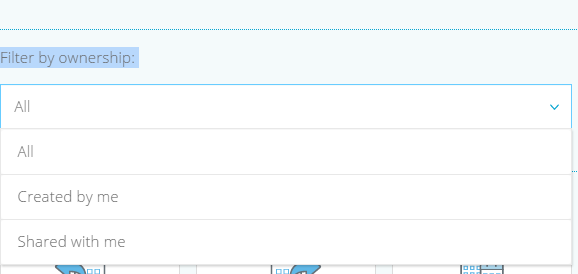 Filter by ownership:
All
All
Created by me
Shared with me